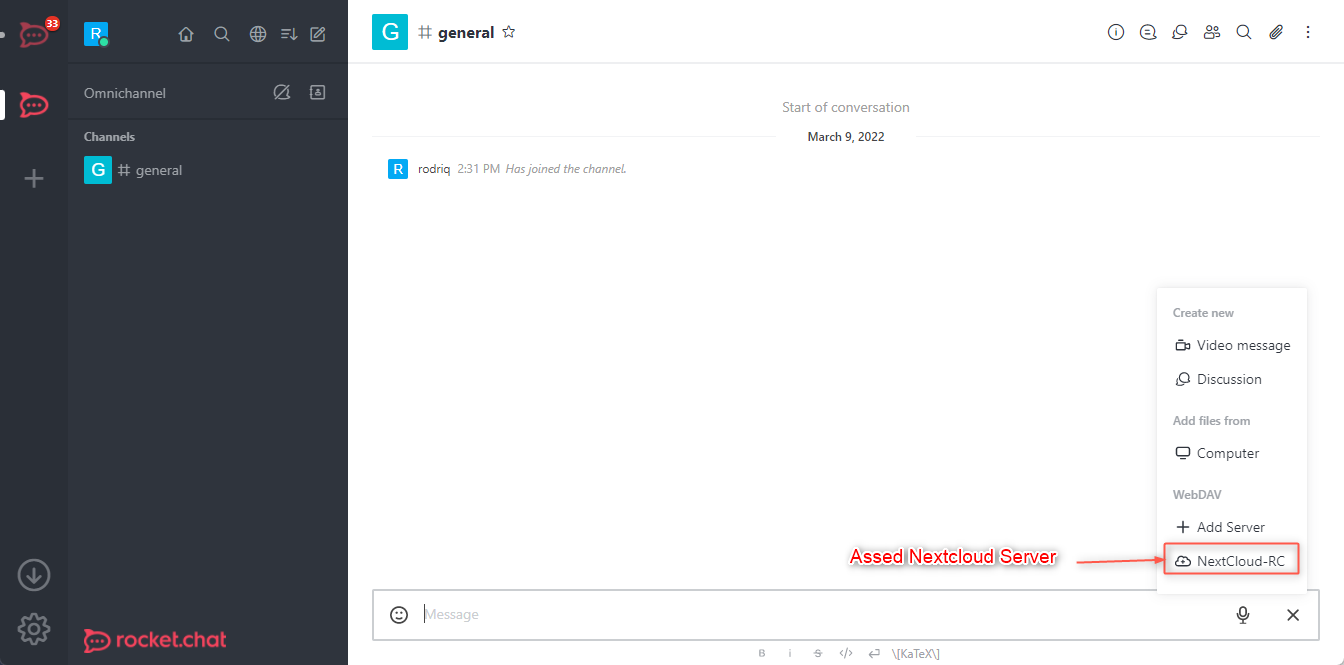 33
R
Omnichannel
Channels
G general
rocket.chat
G general
Start of conversation
March 9, 2022
R rodriq 2:31 PM Has joined the channel.
Create new
Video message
Discussion
Add files from
Computer
WebDAV
Add Server
NextCloud-RC
Assed Nextcloud Server
Message
B i S </> \[KaTeX\]